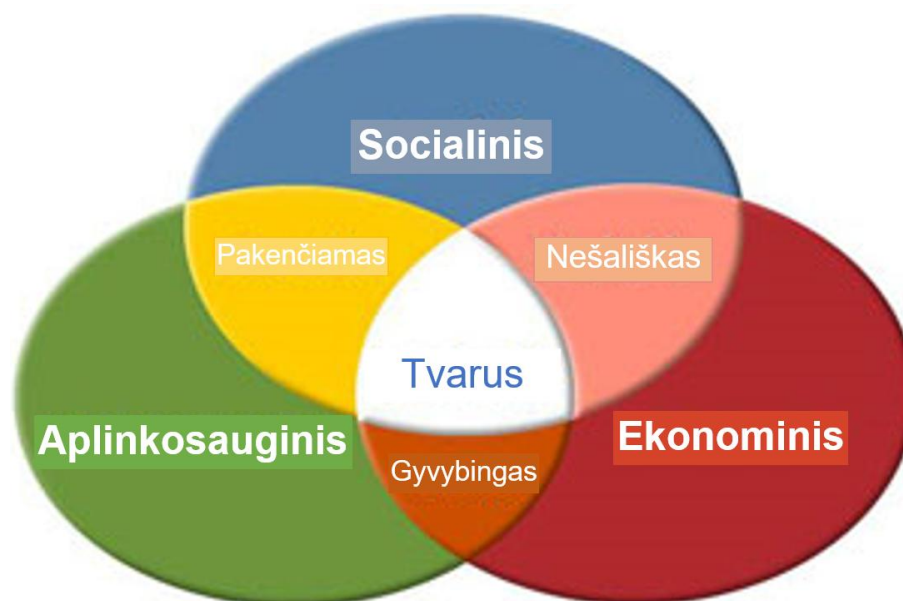 Socialinis
Pakenčiamas
Nešališkas
Tvarus
Aplinkosauginis
Ekonominis
Gyvybingas